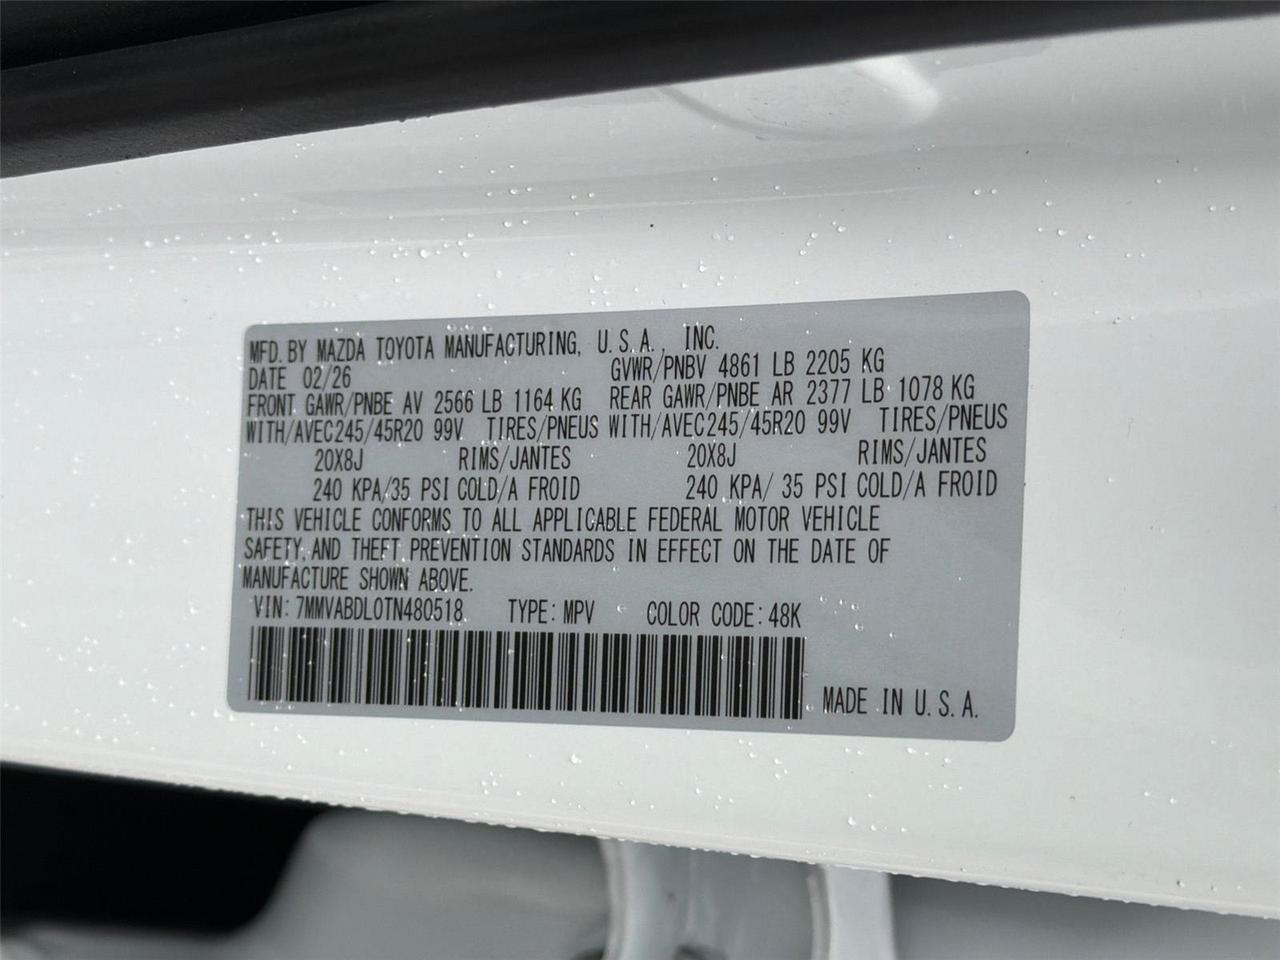 MFD. BY MAZDA TOYOTA MANUFACTURING, U.S.A., INC.
DATE 02/26 GVWR/PNBV 4861 LB 2205 KG
FRONT GAWR/PNBE AV 2566 LB 1164 KG REAR GAWR/PNBE AR 2377 LB 1078 KG
WITH/AVEC245/45R20 99V TIRES/PNEUS WITH/AVEC245/45R20 99V TIRES/PNEUS
20X8J RIMS/JANTES 20X8J RIMS/JANTES
240 KPA/35 PSI COLD/A FROID 240 KPA/ 35 PSI COLD/A FROID
THIS VEHICLE CONFORMS TO ALL APPLICABLE FEDERAL MOTOR VEHICLE
SAFETY, AND THEFT PREVENTION STANDARDS IN EFFECT ON THE DATE OF
MANUFACTURE SHOWN ABOVE.
VIN: 7MMVABDL0TN480518 TYPE: MPV COLOR CODE: 48K
MADE IN U.S.A.